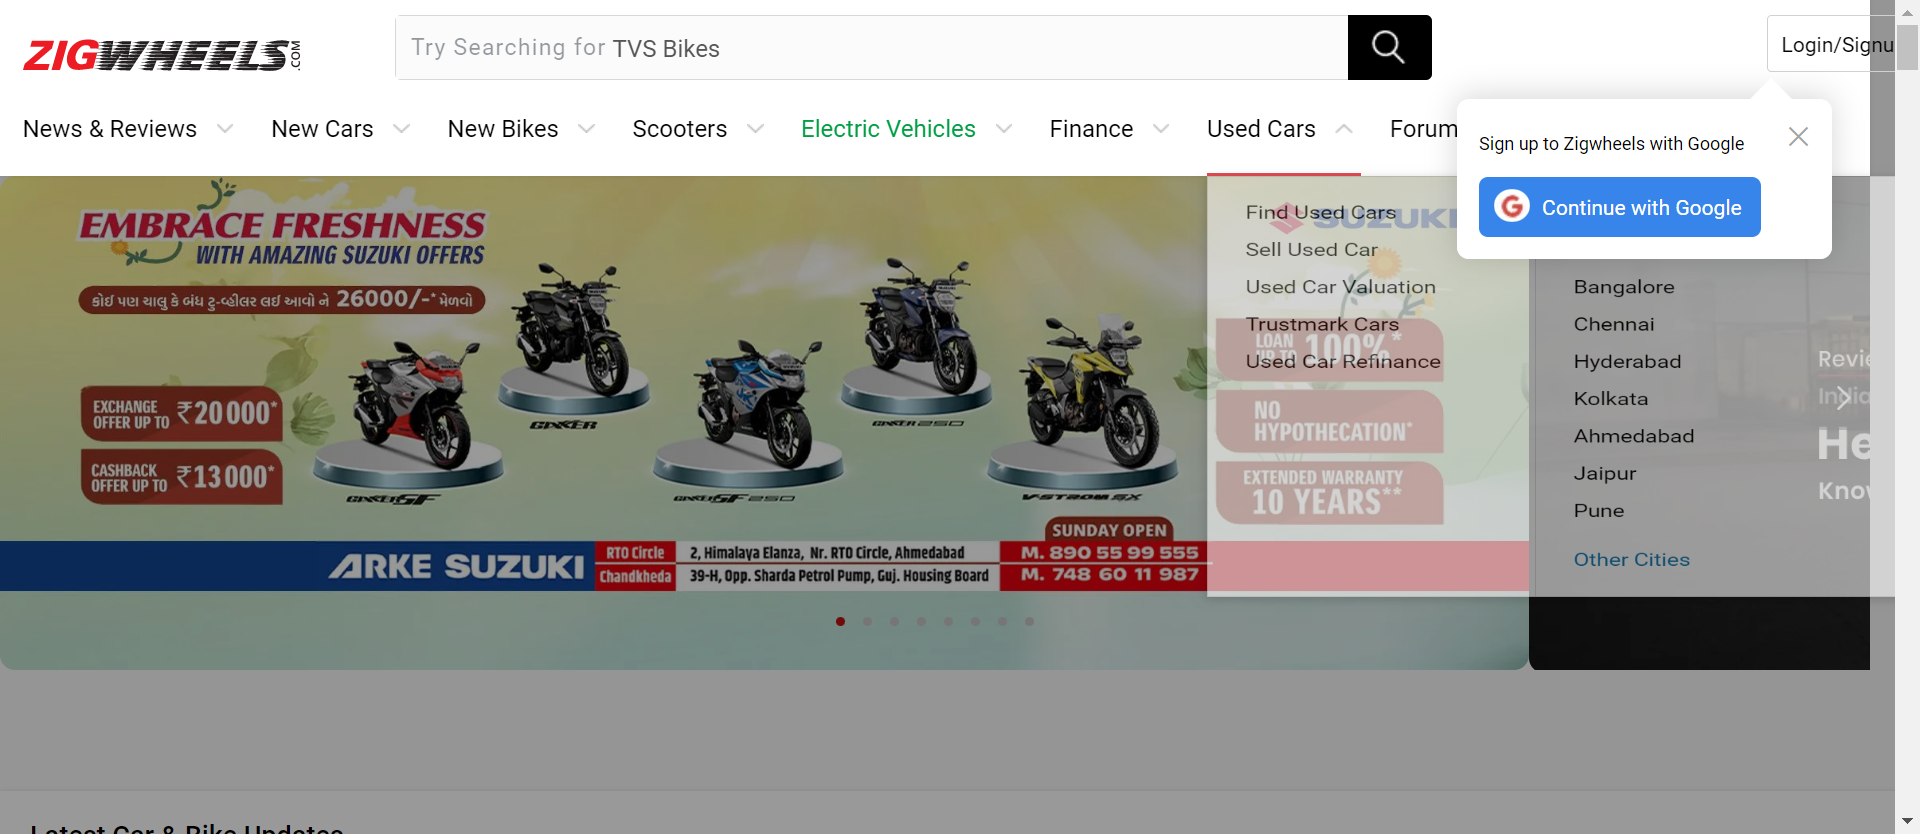 ZIGWHEELS.COM
Try Searching for TVS Bikes
Login/Signu
News & Reviews
New Cars
New Bikes
Scooters
Electric Vehicles
Finance
Used Cars
Forum
Sign up to Zigwheels with Google
Continue with Google
EMBRACE FRESHNESS
WITH AMAZING SUZUKI OFFERS
કોઈ પણ ચાલુ કે બંધ ટુ-વ્હીલર લઈ આવો ને 26000/-* મેળવો
EXCHANGE
OFFER UP TO ₹20000*
CASHBACK
OFFER UP TO ₹13000*
GIXXER SF
GIXXER
GIXXER SF 250
GIXXER 250
V-STROM SX
SUZUKI
LOAN
UP TO 100%*
NO
HYPOTHECATION*
EXTENDED WARRANTY
10 YEARS**
Find Used Cars
Sell Used Car
Used Car Valuation
Trustmark Cars
Used Car Refinance
Bangalore
Chennai
Hyderabad
Kolkata
Ahmedabad
Jaipur
Pune
Other Cities
Revie
India
He
Know
SUNDAY OPEN
ARKE SUZUKI
RTO Circle
2, Himalaya Elanza, Nr. RTO Circle, Ahmedabad
M. 890 55 99 555
Chandkheda
39-H, Opp. Sharda Petrol Pump, Guj. Housing Board
M. 748 60 11 987
Latest Car & Bike Updates